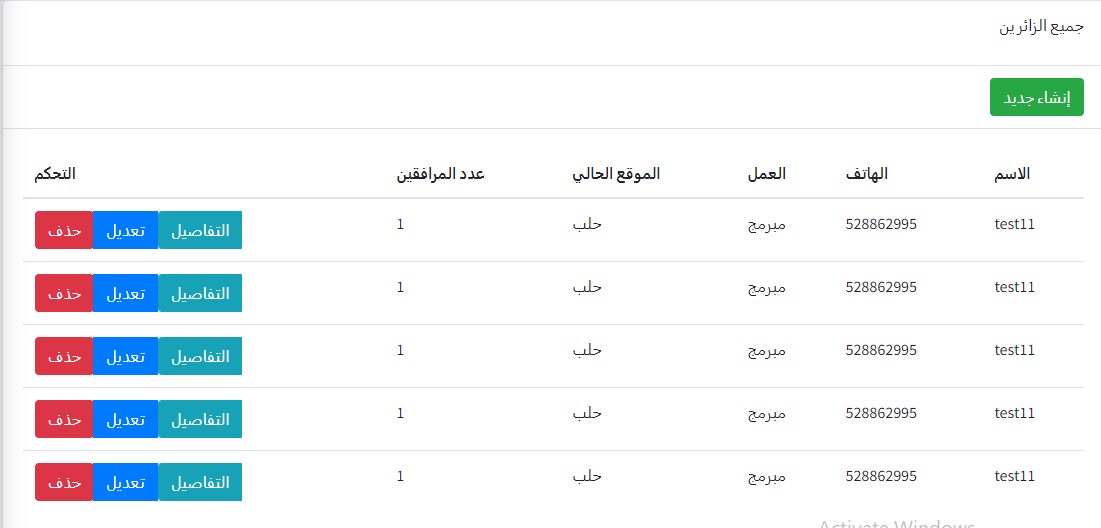 جميع الزائرين
إنشاء جديد
الاسم الهاتف العمل الموقع الحالي عدد المرافقين التحكم
test11 528862995 مبرمج حلب 1 التفاصيل تعديل حذف
test11 528862995 مبرمج حلب 1 التفاصيل تعديل حذف
test11 528862995 مبرمج حلب 1 التفاصيل تعديل حذف
test11 528862995 مبرمج حلب 1 التفاصيل تعديل حذف
test11 528862995 مبرمج حلب 1 التفاصيل تعديل حذف
Activate Windows